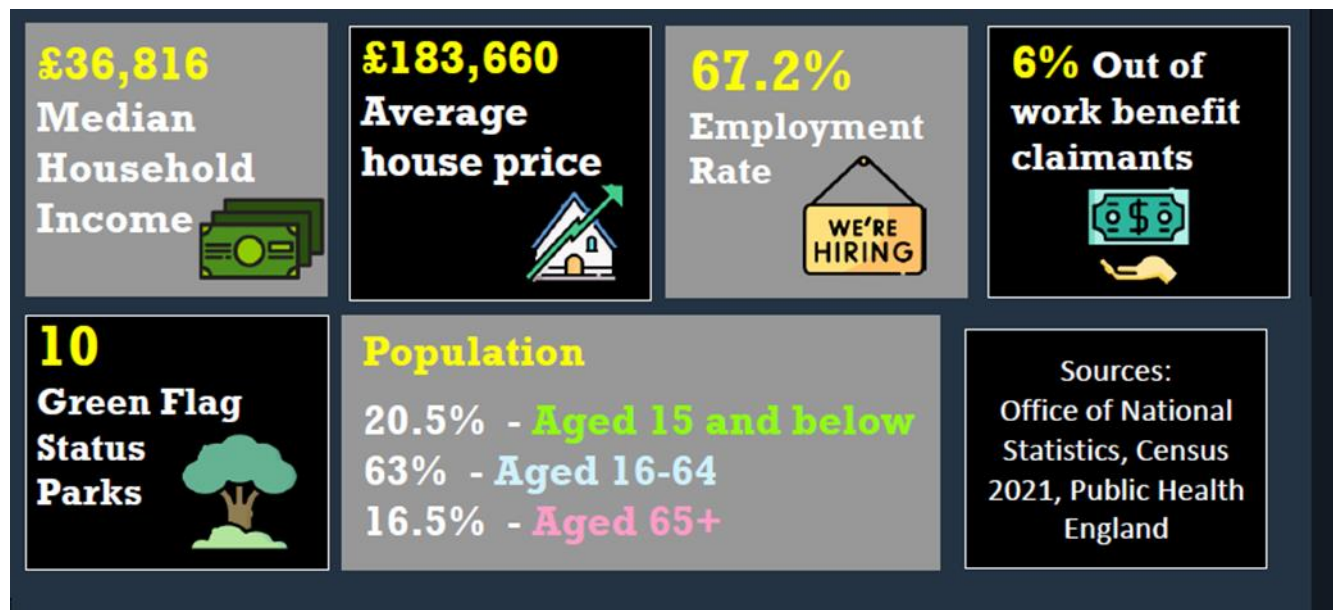 £36,816
Median
Household
Income
£183,660
Average
house price
67.2%
Employment
Rate
WE'RE
HIRING
6% Out of
work benefit
claimants
$
10
Green Flag
Status
Parks
Population
20.5% - Aged 15 and below
63% - Aged 16-64
16.5% - Aged 65+
Sources:
Office of National
Statistics, Census
2021, Public Health
England